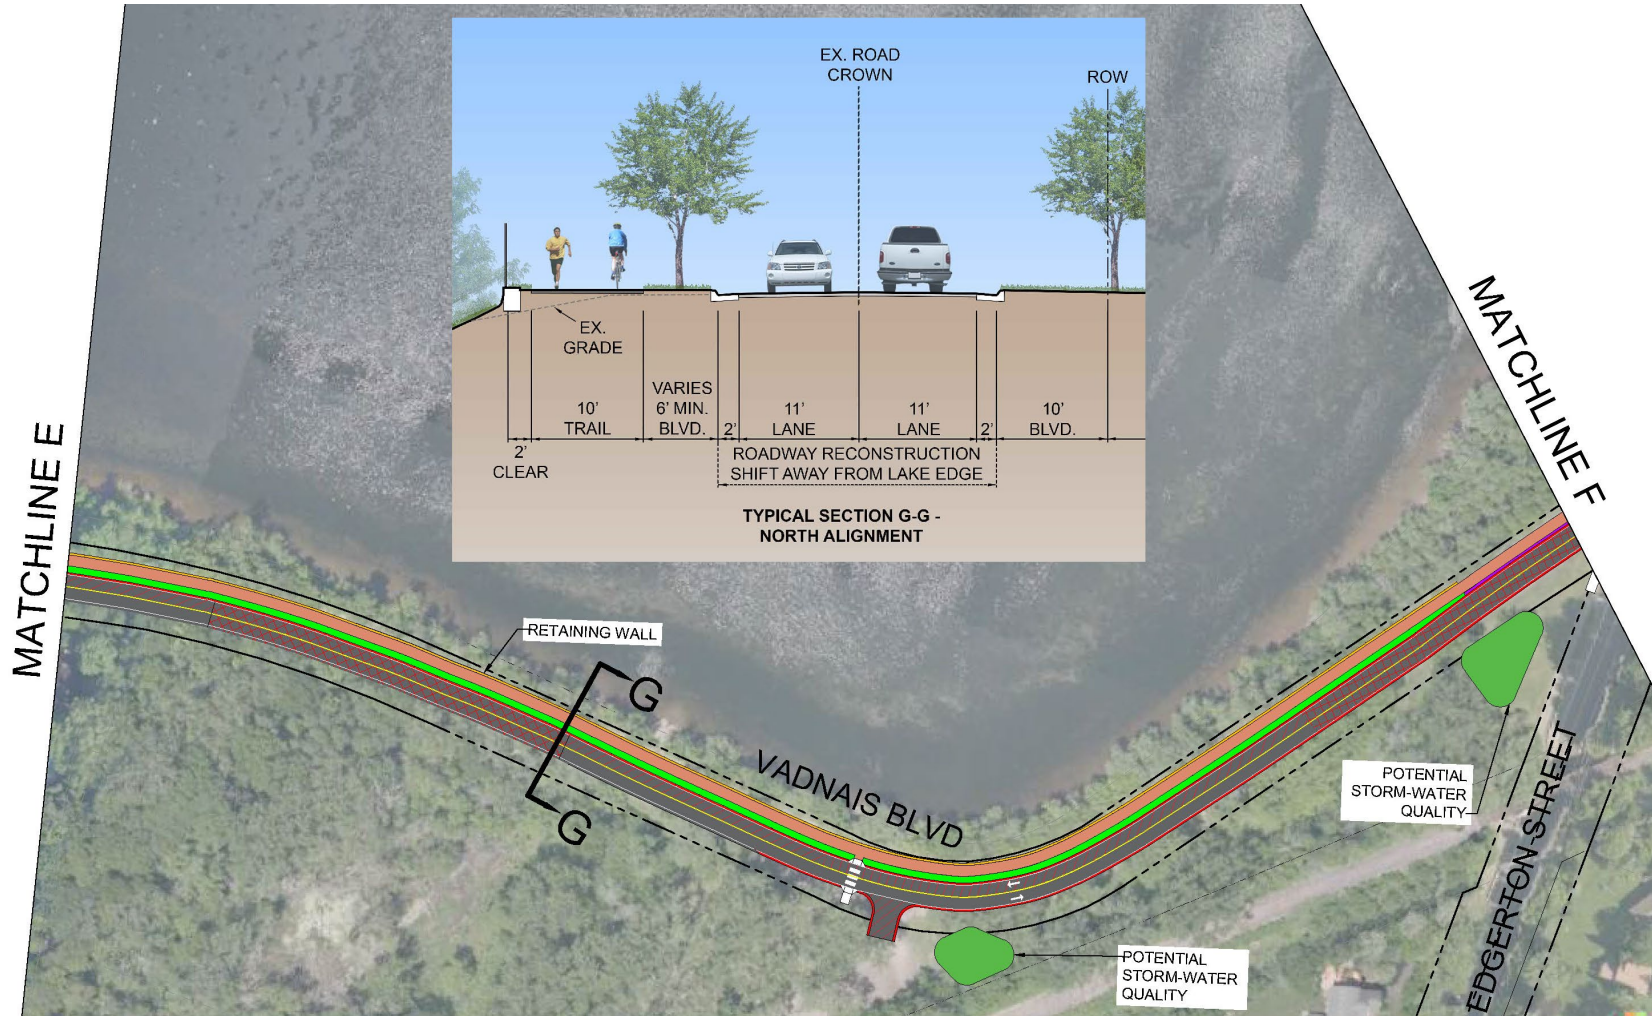 EX. ROAD
CROWN
ROW
EX.
GRADE
2'
CLEAR
10'
TRAIL
VARIES
6' MIN.
BLVD.
2'
11'
LANE
11'
LANE
2'
10'
BLVD.
ROADWAY RECONSTRUCTION
SHIFT AWAY FROM LAKE EDGE
TYPICAL SECTION G-G -
NORTH ALIGNMENT
MATCHLINE E
MATCHLINE F
RETAINING WALL
G
G
VADNAIS BLVD
POTENTIAL
STORM-WATER
QUALITY
EDGERTON STREET
POTENTIAL
STORM-WATER
QUALITY